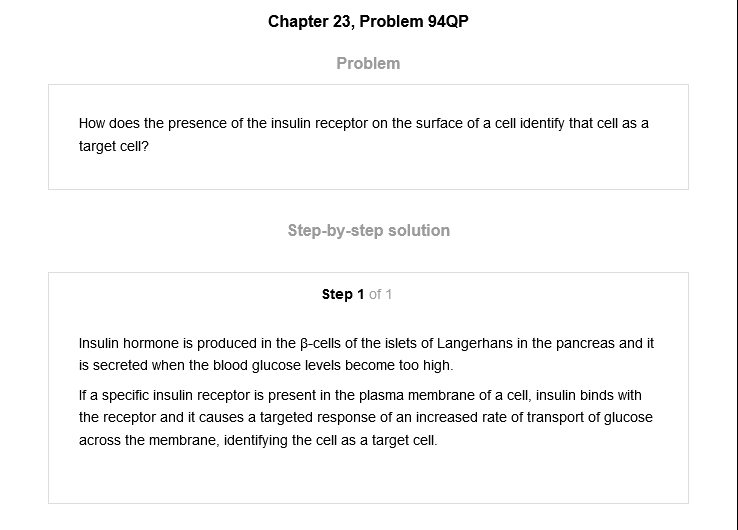 Chapter 23, Problem 94QP
Problem
How does the presence of the insulin receptor on the surface of a cell identify that cell as a
target cell?
Step-by-step solution
Step 1 of 1
Insulin hormone is produced in the β-cells of the islets of Langerhans in the pancreas and it
is secreted when the blood glucose levels become too high.
If a specific insulin receptor is present in the plasma membrane of a cell, insulin binds with
the receptor and it causes a targeted response of an increased rate of transport of glucose
across the membrane, identifying the cell as a target cell.